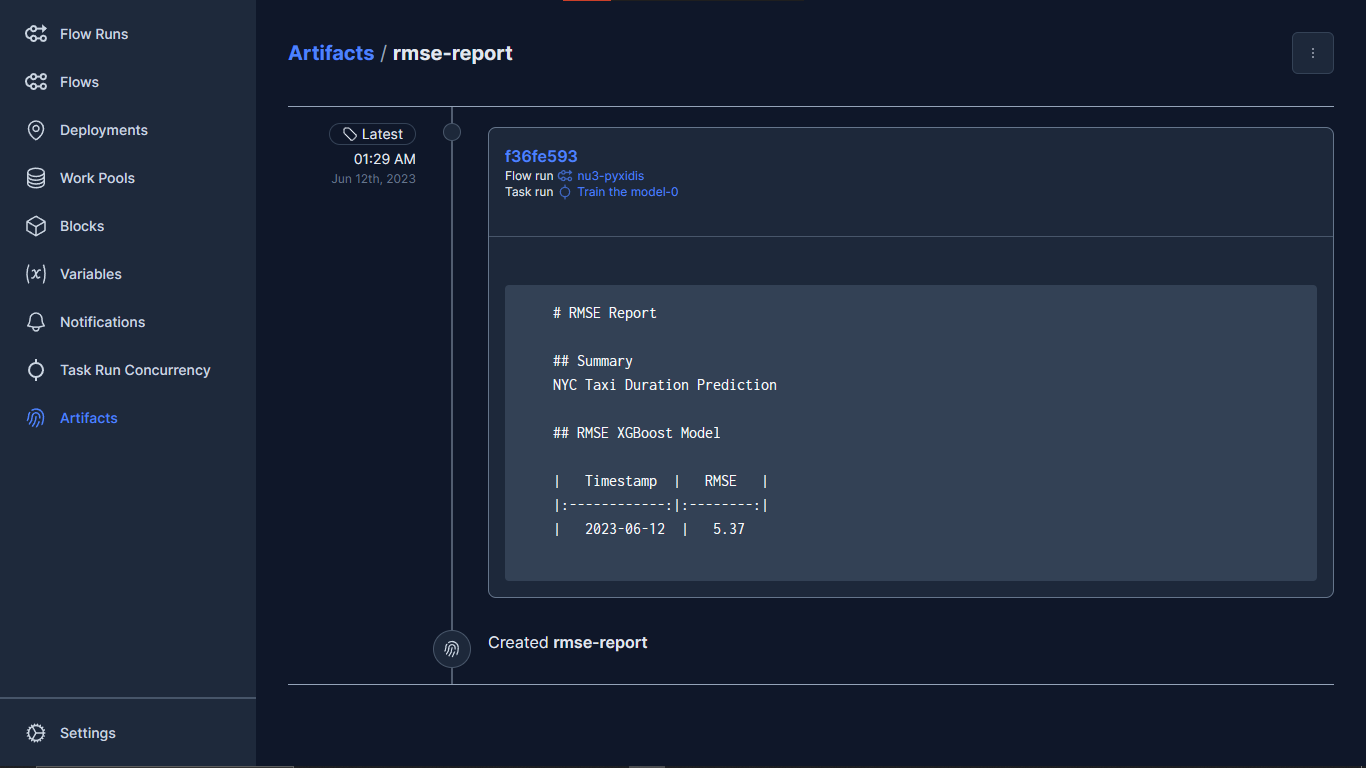 Flow Runs
Flows
Deployments
Work Pools
Blocks
Variables
Notifications
Task Run Concurrency
Artifacts
Settings
Artifacts / rmse-report
Latest
01:29 AM
Jun 12th, 2023
f36fe593
Flow run nu3-pyxidis
Task run Train the model-0
# RMSE Report
## Summary
NYC Taxi Duration Prediction
## RMSE XGBoost Model
|   Timestamp  |   RMSE   |
|:------------:|:--------:|
|   2023-06-12  |   5.37
Created rmse-report